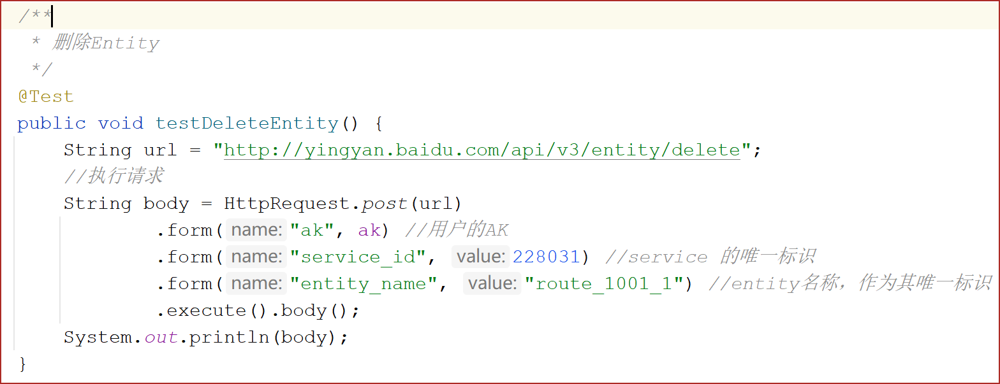 /**
 * 删除Entity
 */
@Test
public void testDeleteEntity() {
    String url = "http://yingyan.baidu.com/api/v3/entity/delete";
    //执行请求
    String body = HttpRequest.post(url)
            .form( name: "ak", ak) //用户的AK
            .form( name: "service_id", value: 228031) //service 的唯一标识
            .form( name: "entity_name", value: "route_1001_1") //entity名称，作为其唯一标识
            .execute().body();
    System.out.println(body);
}